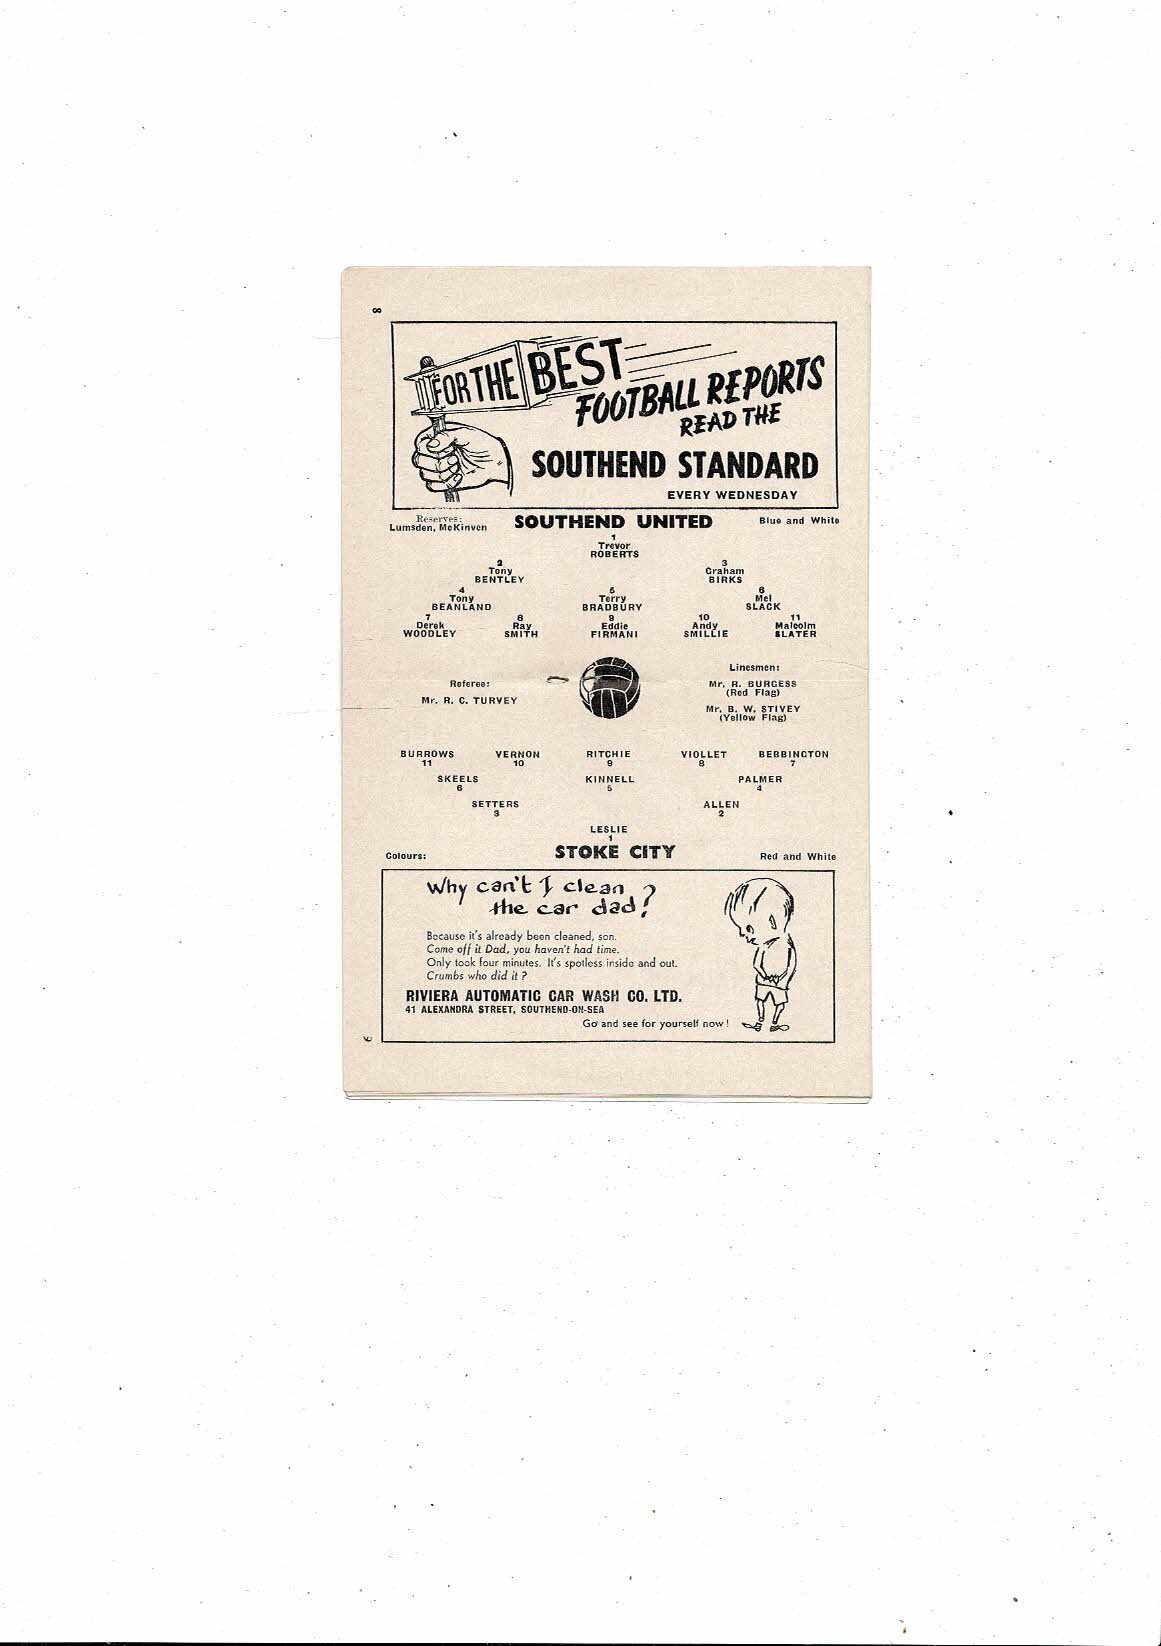 8
FOR THE BEST
FOOTBALL REPORTS
READ THE
SOUTHEND STANDARD
EVERY WEDNESDAY
Reserves:
Lumsden, McKinven
SOUTHEND UNITED
Blue and White
1
Trevor
ROBERTS
2 3
Tony Graham
BENTLEY BIRKS
4 5 6
Tony Terry Mel
BEANLAND BRADBURY SLACK
7 8 9 10 11
Derek Ray Eddie Andy Malcolm
WOODLEY SMITH FIRMANI SMILLIE SLATER
Referee:
Mr. R. C. TURVEY
Linesmen:
Mr. R. BURGESS
(Red Flag)
Mr. B. W. STIVEY
(Yellow Flag)
BURROWS VERNON RITCHIE VIOLLET BEBBINGTON
11 10 9 8 7
SKEELS KINNELL PALMER
6 5 4
SETTERS ALLEN
3 2
LESLIE
1
Colours: STOKE CITY Red and White
Why can't I clean
the car dad?
Because it's already been cleaned, son.
Come off it Dad, you haven't had time.
Only took four minutes. It's spotless inside and out.
Crumbs who did it ?
RIVIERA AUTOMATIC CAR WASH CO. LTD.
41 ALEXANDRA STREET, SOUTHEND-ON-SEA
Go and see for yourself now !